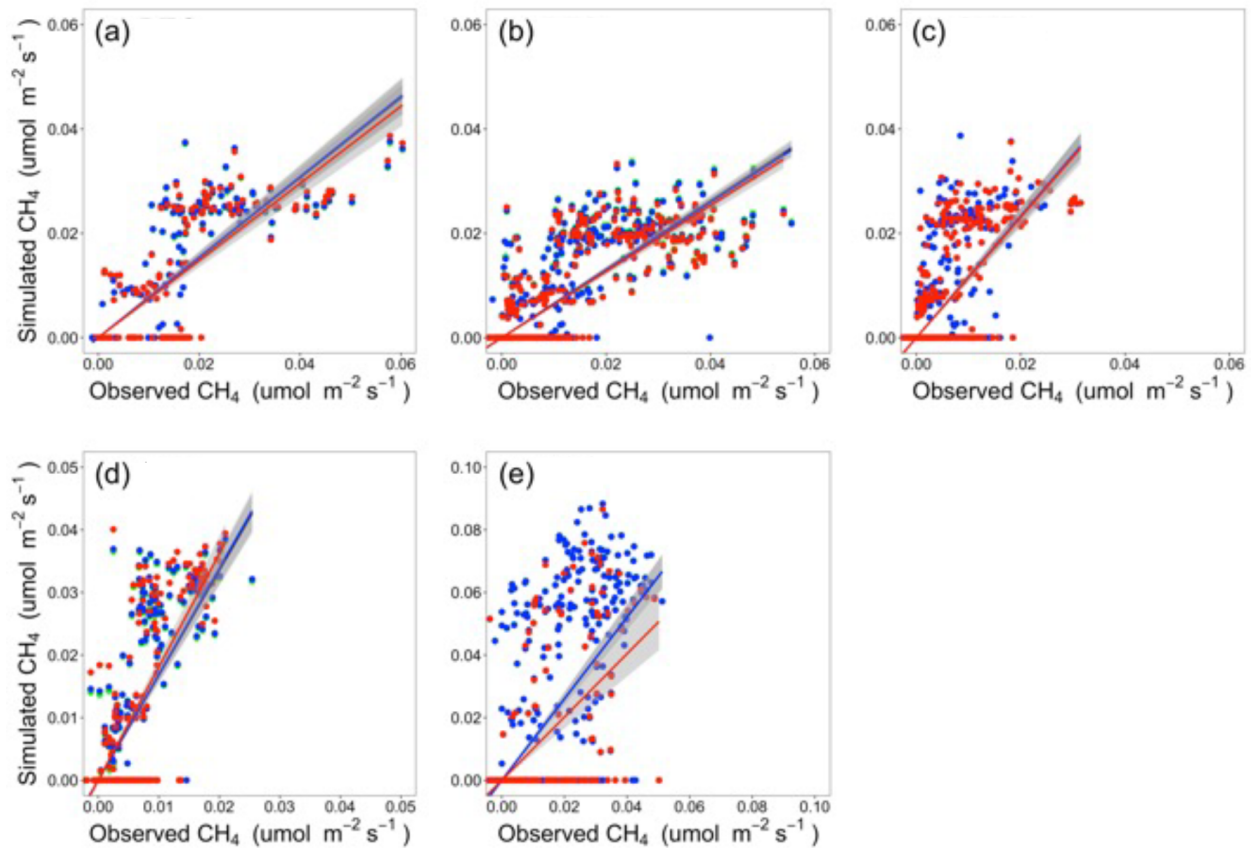 (a)
0.06
0.04
0.02
0.00
Simulated CH₄ (umol m⁻² s⁻¹)
0.00 0.02 0.04 0.06
Observed CH₄ (umol m⁻² s⁻¹)
(b)
0.06
0.04
0.02
0.00
0.00 0.02 0.04 0.06
Observed CH₄ (umol m⁻² s⁻¹)
(c)
0.06
0.04
0.02
0.00
0.00 0.02 0.04 0.06
Observed CH₄ (umol m⁻² s⁻¹)
(d)
0.05
0.04
0.03
0.02
0.01
0.00
Simulated CH₄ (umol m⁻² s⁻¹)
0.00 0.01 0.02 0.03 0.04 0.05
Observed CH₄ (umol m⁻² s⁻¹)
(e)
0.10
0.08
0.06
0.04
0.02
0.00
0.00 0.02 0.04 0.06 0.08 0.10
Observed CH₄ (umol m⁻² s⁻¹)